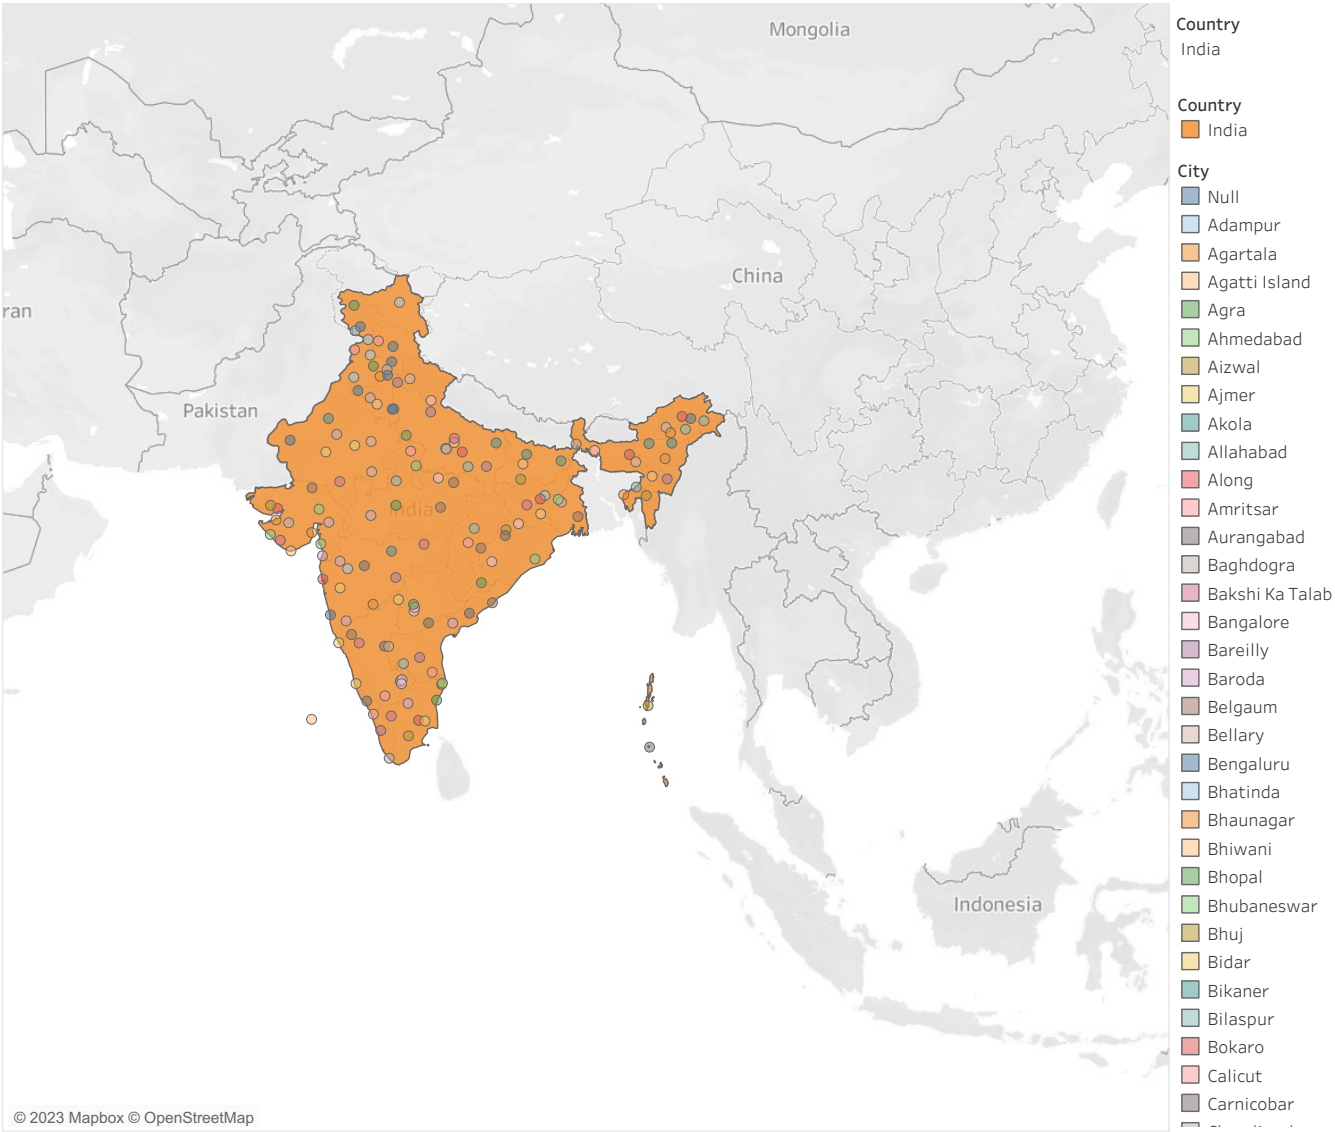 Mongolia
China
ran
Pakistan
India
Indonesia
© 2023 Mapbox © OpenStreetMap
Country
India
Country
India
City
Null
Adampur
Agartala
Agatti Island
Agra
Ahmedabad
Aizwal
Ajmer
Akola
Allahabad
Along
Amritsar
Aurangabad
Baghdogra
Bakshi Ka Talab
Bangalore
Bareilly
Baroda
Belgaum
Bellary
Bengaluru
Bhatinda
Bhaunagar
Bhiwani
Bhopal
Bhubaneswar
Bhuj
Bidar
Bikaner
Bilaspur
Bokaro
Calicut
Carnicobar